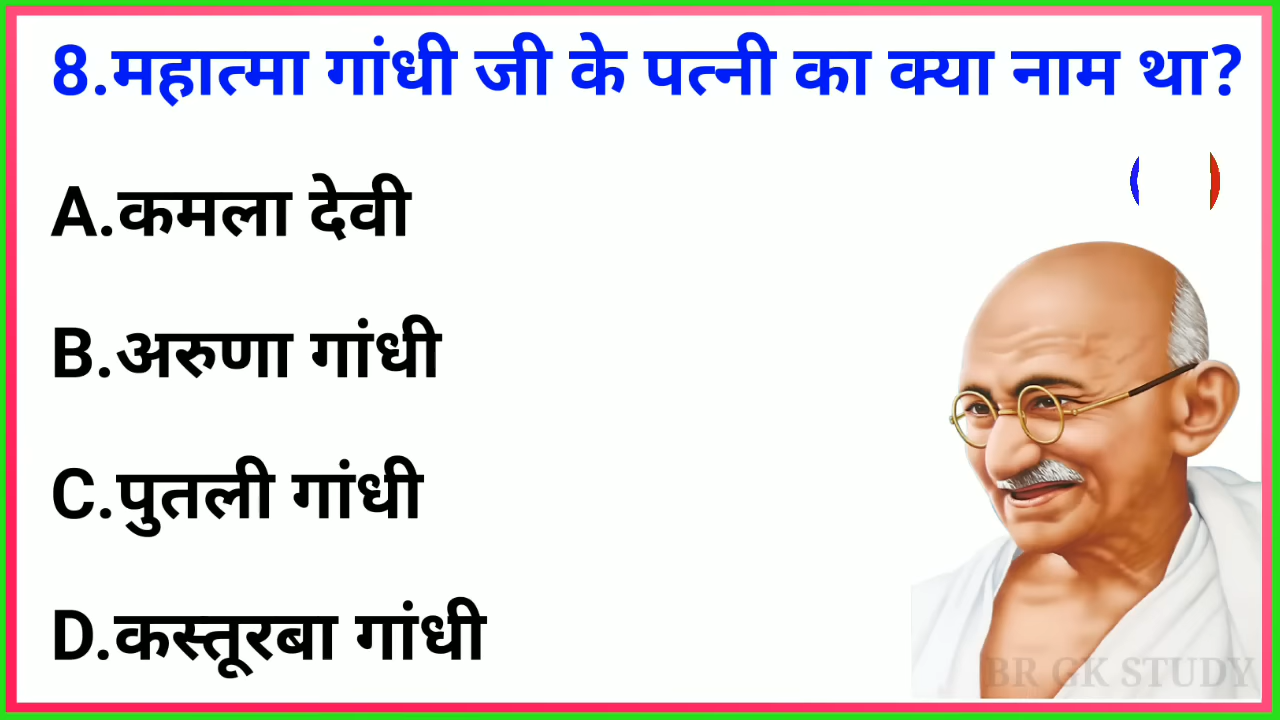 8.महात्मा गांधी जी के पत्नी का क्या नाम था?
A.कमला देवी
B.अरुणा गांधी
C.पुतली गांधी
D.कस्तूरबा गांधी
BR GK STUDY